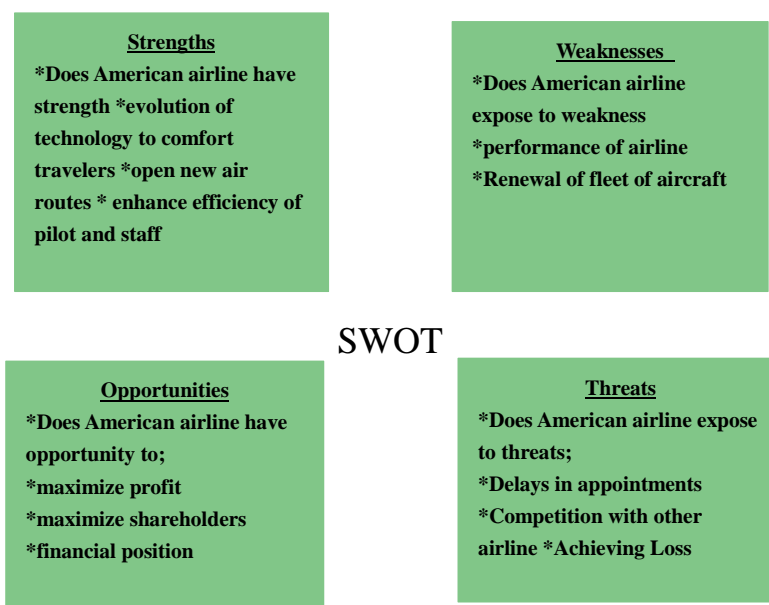 Strengths
*Does American airline have
strength *evolution of
technology to comfort
travelers *open new air
routes * enhance efficiency of
pilot and staff
Weaknesses
*Does American airline
expose to weakness
*performance of airline
*Renewal of fleet of aircraft
SWOT
Opportunities
*Does American airline have
opportunity to;
*maximize profit
*maximize shareholders
*financial position
Threats
*Does American airline expose
to threats;
*Delays in appointments
*Competition with other
airline *Achieving Loss